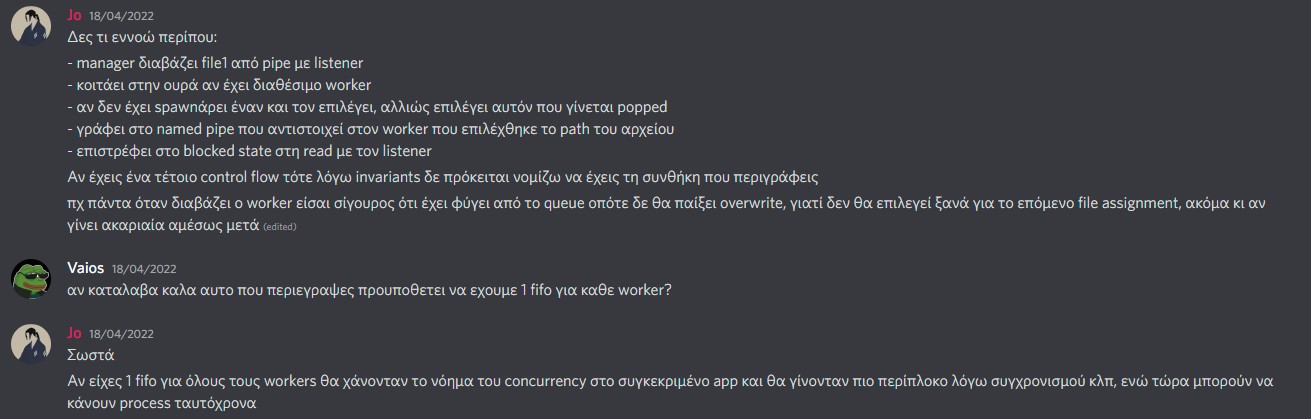 Jo 18/04/2022
Δες τι εννοώ περίπου:
- manager διαβάζει file1 από pipe με listener
- κοιτάει στην ουρά αν έχει διαθέσιμο worker
- αν δεν έχει spawnάρει έναν και τον επιλέγει, αλλιώς επιλέγει αυτόν που γίνεται popped
- γράφει στο named pipe που αντιστοιχεί στον worker που επιλέχθηκε το path του αρχείου
- επιστρέφει στο blocked state στη read με τον listener
Αν έχεις ένα τέτοιο control flow τότε λόγω invariants δε πρόκειται νομίζω να έχεις τη συνθήκη που περιγράφεις
πχ πάντα όταν διαβάζει ο worker είσαι σίγουρος ότι έχει φύγει από το queue οπότε δε θα παίξει overwrite, γιατί δεν θα επιλεγεί ξανά για το επόμενο file assignment, ακόμα κι αν
γίνει ακαριαία αμέσως μετά (edited)
Vaios 18/04/2022
αν καταλαβα καλα αυτο που περιεγραψες προυποθετει να εχουμε 1 fifo για καθε worker?
Jo 18/04/2022
Σωστά
Αν είχες 1 fifo για όλους τους workers θα χάνονταν το νόημα του concurrency στο συγκεκριμένο app και θα γίνονταν πιο περίπλοκο λόγω συγχρονισμού κλπ, ενώ τώρα μπορούν να
κάνουν process ταυτόχρονα